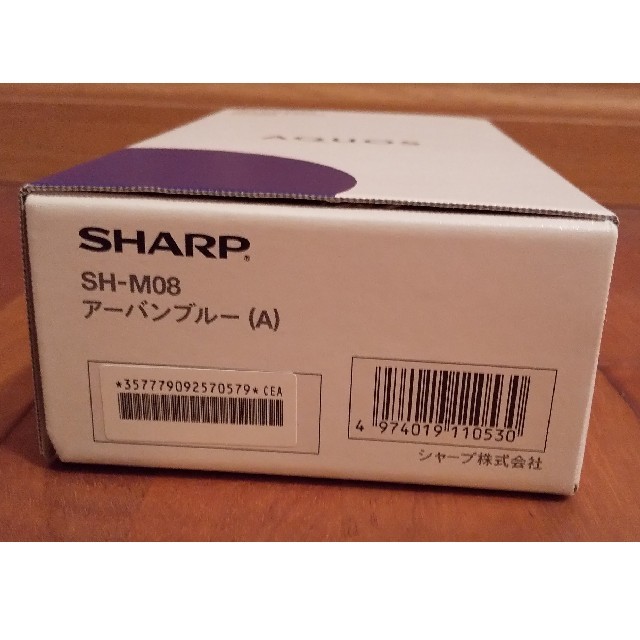 AQUOS
SHARP
SH-M08
アーバンブルー (A)
*357779092570579* CEA
4 974019 110530
シャープ株式会社